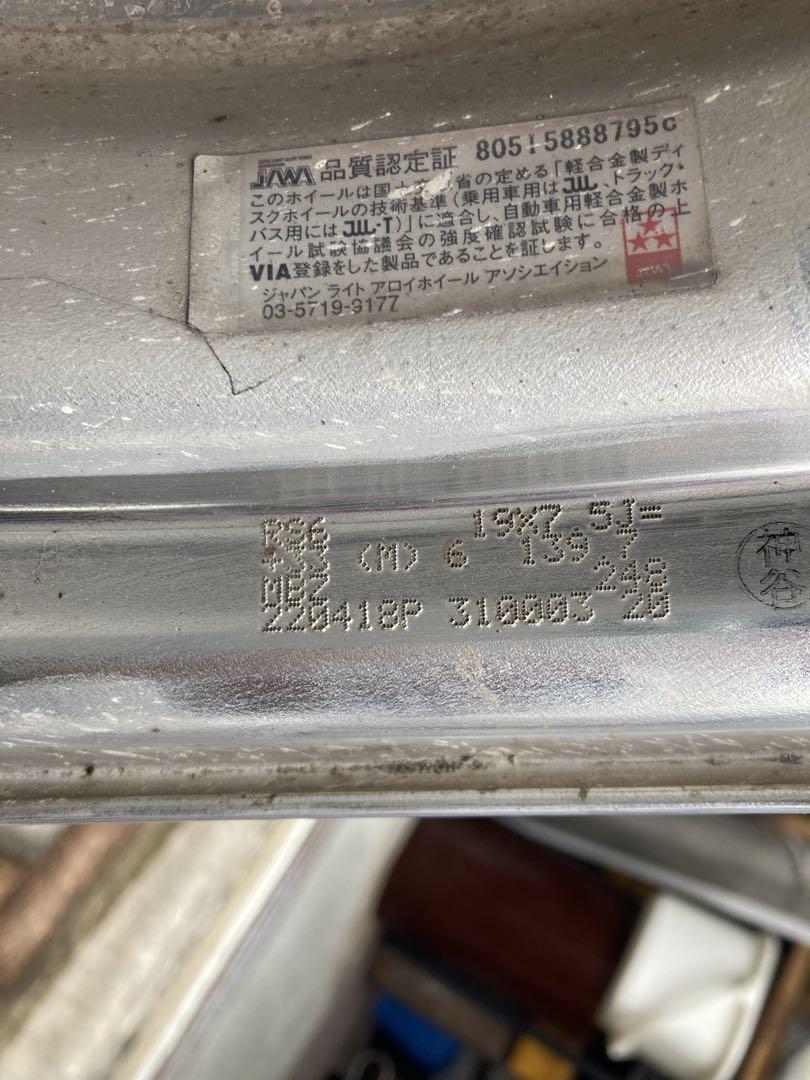 JAWA 品質認定証 805!5888795c
このホイールは国土交通省の定める「軽合金製ディ
スクホイールの技術基準(乗用車用はJWL、トラック・
バス用にはJWL-T)」に適合し、自動車用軽合金製ホ
イール試験協議会の強度確認試験に合格の上
VIA登録をした製品であることを証します。
ジャパン ライト アロイホイール アソシエイション
03-5719-9177
JAWA
19X7 5J=
+33 (M) 6 139 7
248
220418P 310003 20
神谷